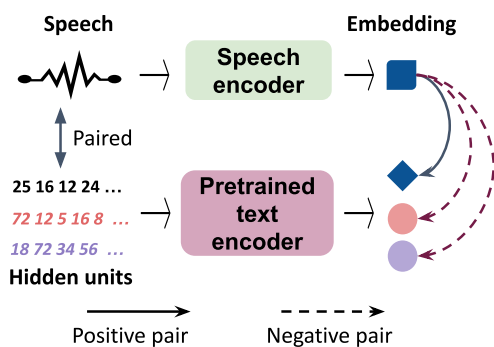 Speech
Embedding
Speech
encoder
Paired
25 16 12 24 ...
72 12 5 16 8 ...
18 72 34 56 ...
Hidden units
Pretrained
text
encoder
Positive pair
Negative pair